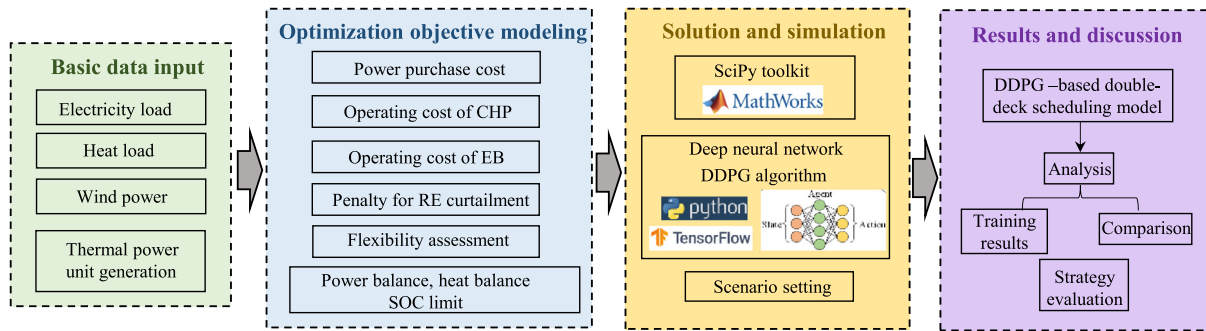 Basic data input
Electricity load
Heat load
Wind power
Thermal power
unit generation
Optimization objective modeling
Power purchase cost
Operating cost of CHP
Operating cost of EB
Penalty for RE curtailment
Flexibility assessment
Power balance, heat balance
SOC limit
Solution and simulation
SciPy toolkit
MathWorks
Deep neural network
DDPG algorithm
python
TensorFlow
Agent
State
Action
Scenario setting
Results and discussion
DDPG –based double-
deck scheduling model
Analysis
Training
results
Comparison
Strategy
evaluation